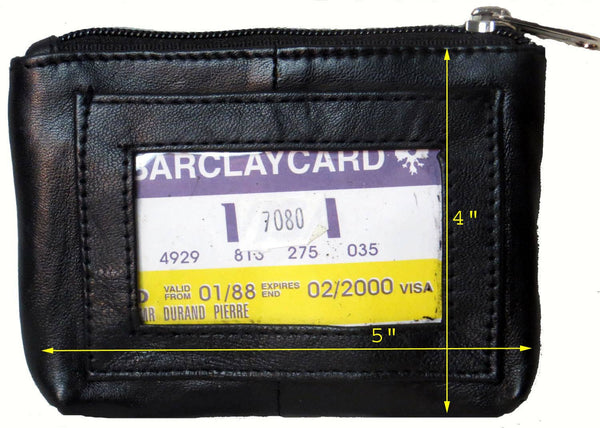 BARCLAYCARD
7080
4929 813 275 035
VALID FROM 01/88 EXPIRES END 02/2000 VISA
DURAND PIERRE
4"
5"